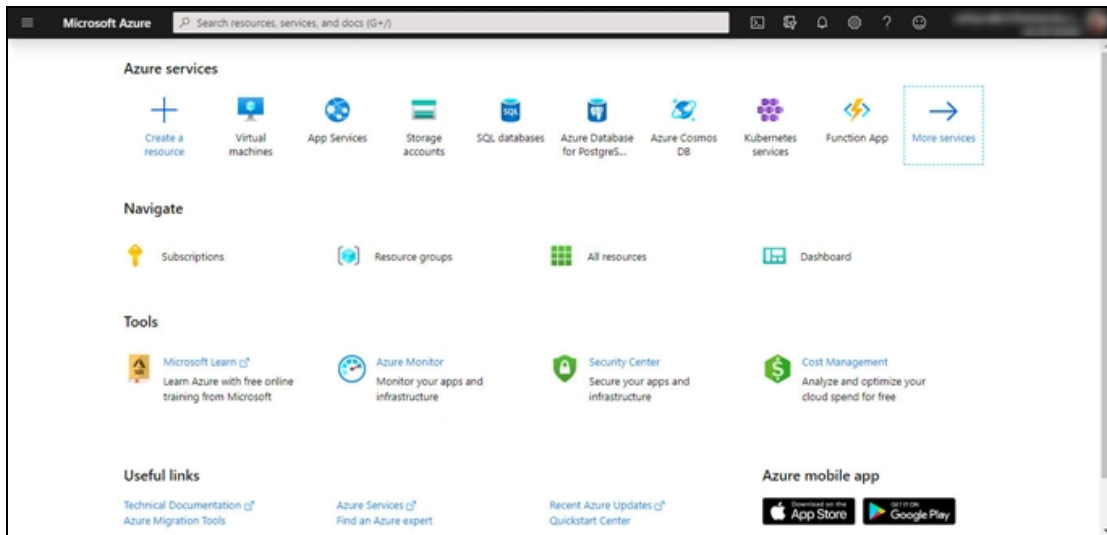 Microsoft Azure
Search resources, services, and docs (G+/)
Azure services
Create a
resource
Virtual
machines
App Services
Storage
accounts
SQL databases
Azure Database
for PostgreS...
Azure Cosmos
DB
Kubernetes
services
Function App
More services
Navigate
Subscriptions
Resource groups
All resources
Dashboard
Tools
Microsoft Learn
Learn Azure with free online
training from Microsoft
Azure Monitor
Monitor your apps and
infrastructure
Security Center
Secure your apps and
infrastructure
Cost Management
Analyze and optimize your
cloud spend for free
Useful links
Technical Documentation
Azure Services
Recent Azure Updates
Azure Migration Tools
Find an Azure expert
Quickstart Center
Azure mobile app
Download on the
App Store
GET IT ON
Google Play